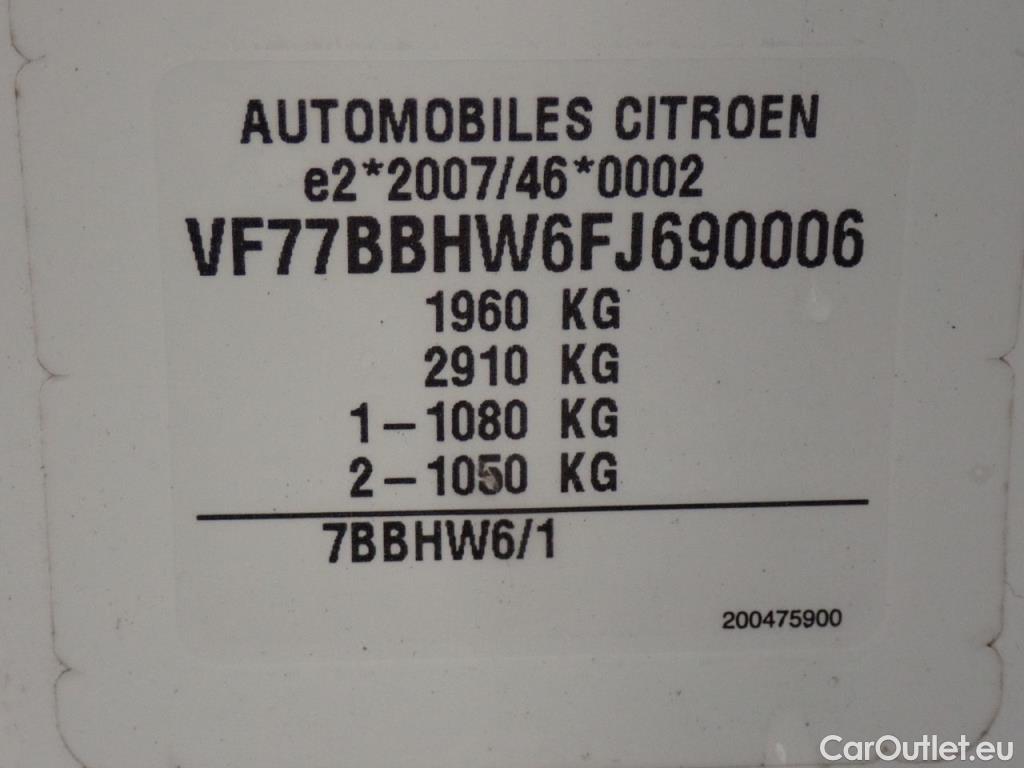 AUTOMOBILES CITROEN
e2*2007/46*0002
VF77BBHW6FJ690006
1960 KG
2910 KG
1-1080 KG
2-1050 KG
7BBHW6/1
200475900
CarOutlet.eu